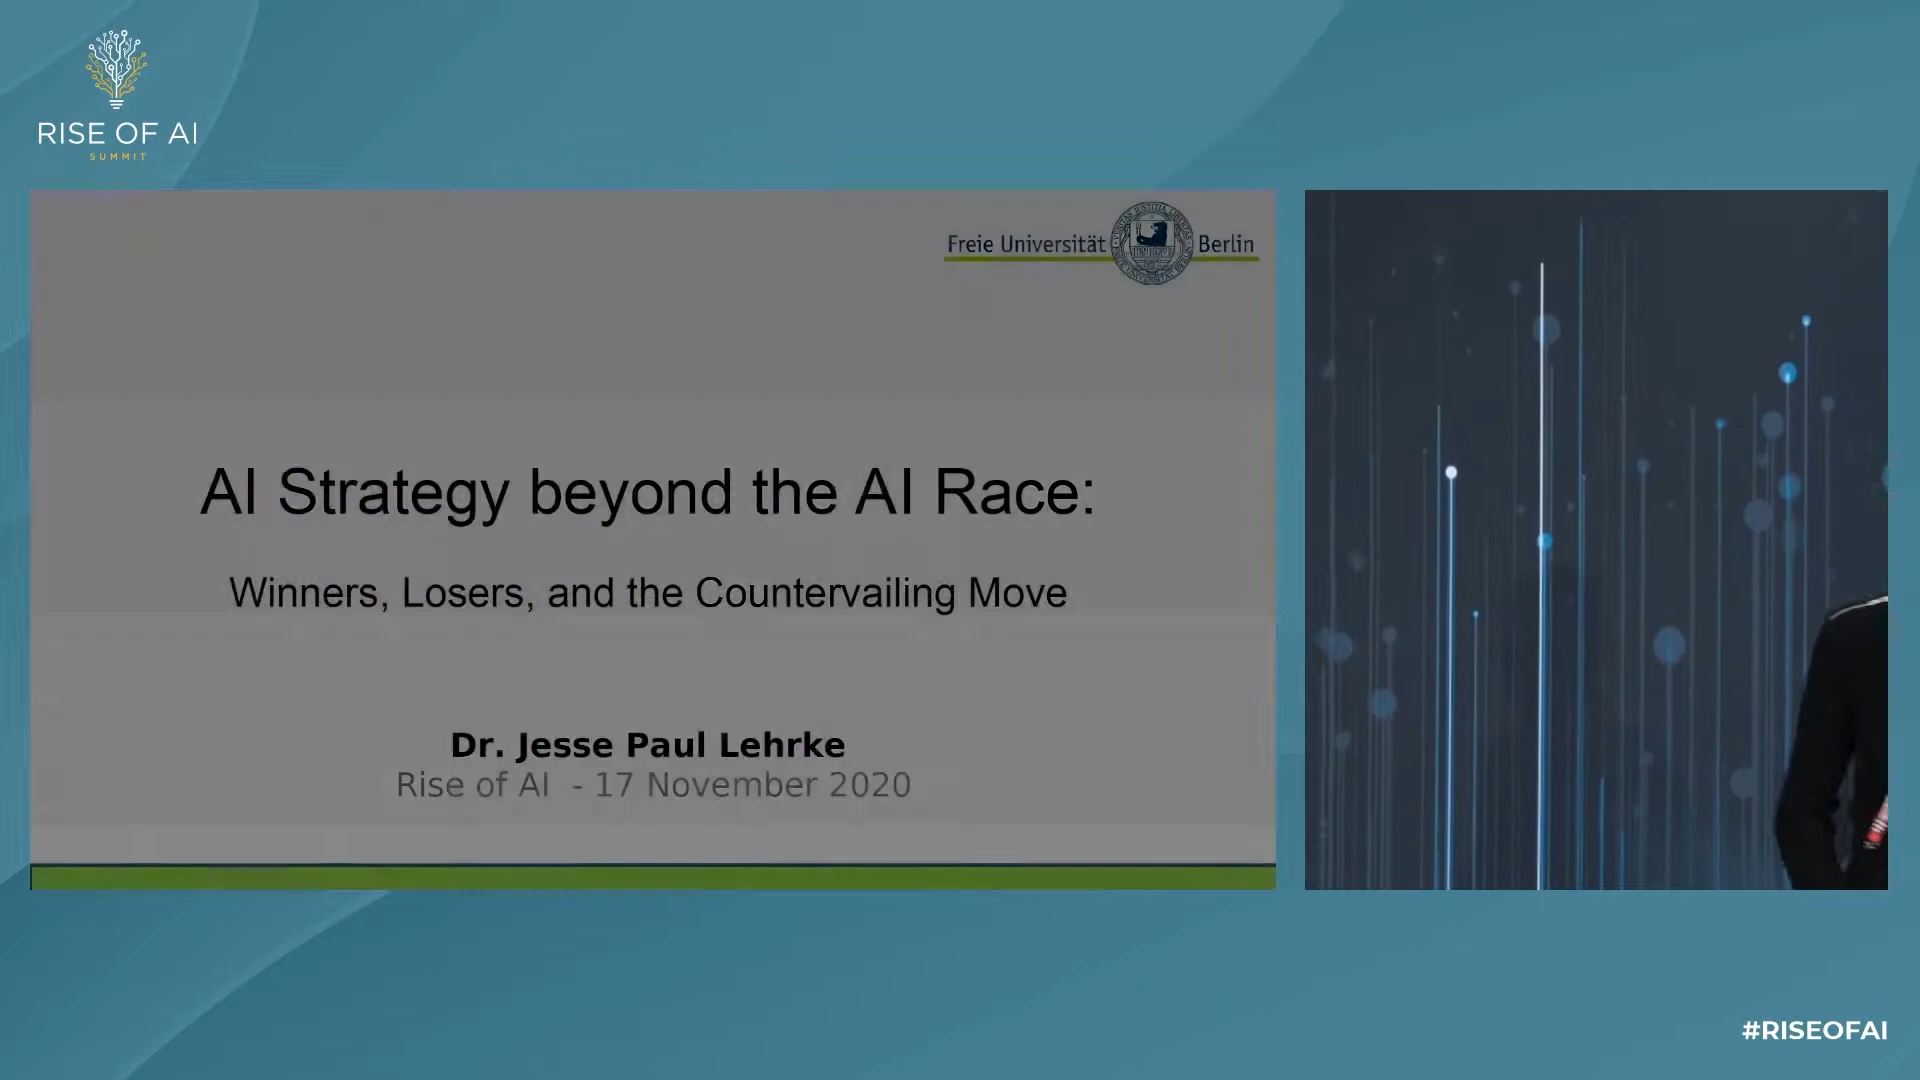 RISE OF AI
SUMMIT
Freie Universität Berlin
AI Strategy beyond the AI Race:
Winners, Losers, and the Countervailing Move
Dr. Jesse Paul Lehrke
Rise of AI - 17 November 2020
#RISEOFAI